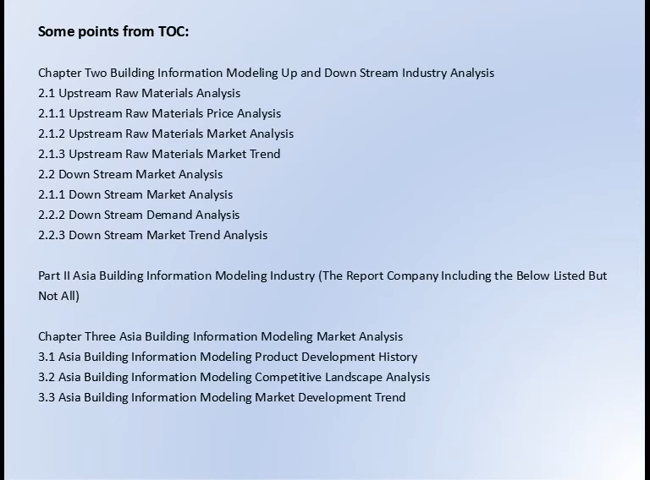 Some points from TOC:
Chapter Two Building Information Modeling Up and Down Stream Industry Analysis
2.1 Upstream Raw Materials Analysis
2.1.1 Upstream Raw Materials Price Analysis
2.1.2 Upstream Raw Materials Market Analysis
2.1.3 Upstream Raw Materials Market Trend
2.2 Down Stream Market Analysis
2.1.1 Down Stream Market Analysis
2.2.2 Down Stream Demand Analysis
2.2.3 Down Stream Market Trend Analysis
Part II Asia Building Information Modeling Industry (The Report Company Including the Below Listed But
Not All)
Chapter Three Asia Building Information Modeling Market Analysis
3.1 Asia Building Information Modeling Product Development History
3.2 Asia Building Information Modeling Competitive Landscape Analysis
3.3 Asia Building Information Modeling Market Development Trend